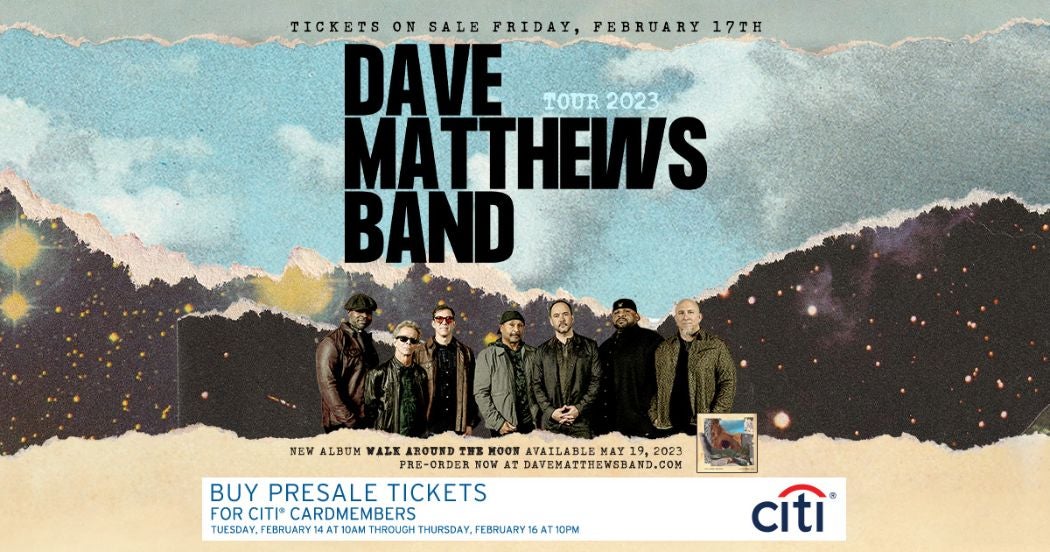 TICKETS ON SALE FRIDAY, FEBRUARY 17TH
DAVE
TOUR 2023
MATTHEWS
BAND
NEW ALBUM WALK AROUND THE MOON AVAILABLE MAY 19, 2023
PRE-ORDER NOW AT DAVEMATTHEWSBAND.COM
BUY PRESALE TICKETS
FOR CITI® CARDMEMBERS
TUESDAY, FEBRUARY 14 AT 10AM THROUGH THURSDAY, FEBRUARY 16 AT 10PM
citi®